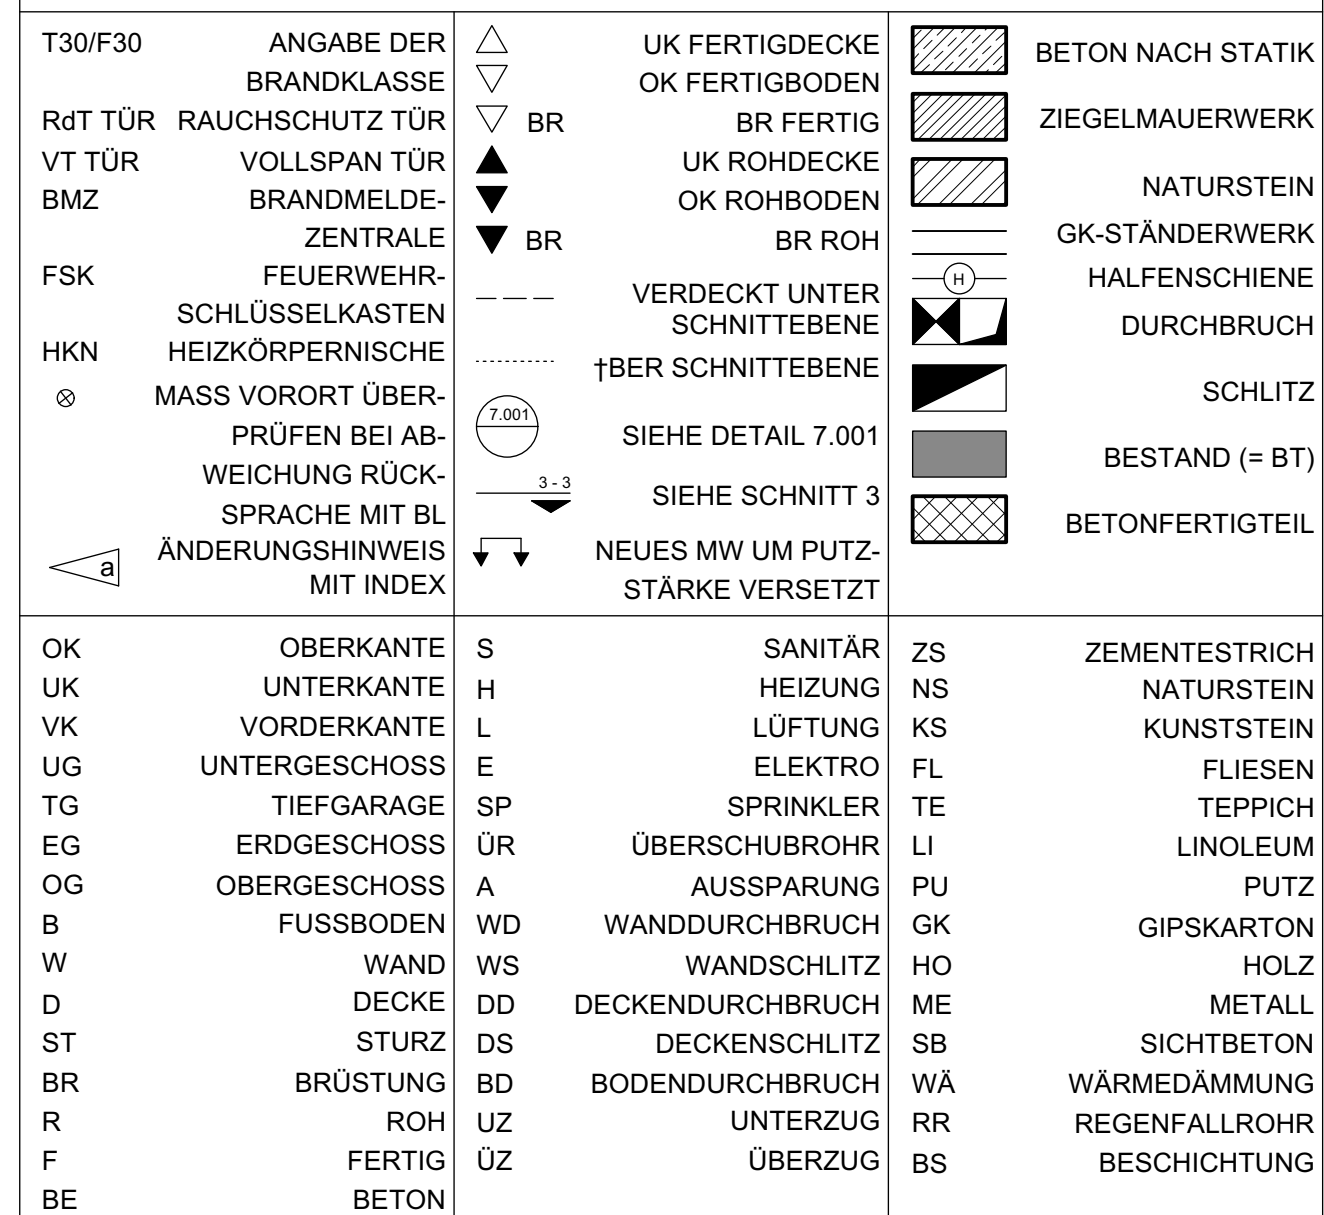 T30/F30 ANGABE DER
BRANDKLASSE
RdT TÜR RAUCHSCHUTZ TÜR
VT TÜR VOLLSPAN TÜR
BMZ BRANDMELDE-
ZENTRALE
FSK FEUERWEHR-
SCHLÜSSELKASTEN
HKN HEIZKÖRPERNISCHE
MASS VORORT ÜBER-
PRÜFEN BEI AB-
WEICHUNG RÜCK-
SPRACHE MIT BL
ÄNDERUNGSHINWEIS
a MIT INDEX
UK FERTIGDECKE
OK FERTIGBODEN
BR BR FERTIG
UK ROHDECKE
OK ROHBODEN
BR BR ROH
VERDECKT UNTER
SCHNITTEBENE
†BER SCHNITTEBENE
7.001 SIEHE DETAIL 7.001
3 - 3 SIEHE SCHNITT 3
NEUES MW UM PUTZ-
STÄRKE VERSETZT
BETON NACH STATIK
ZIEGELMAUERWERK
NATURSTEIN
GK-STÄNDERWERK
H HALFENSCHIENE
DURCHBRUCH
SCHLITZ
BESTAND (= BT)
BETONFERTIGTEIL
OK OBERKANTE
UK UNTERKANTE
VK VORDERKANTE
UG UNTERGESCHOSS
TG TIEFGARAGE
EG ERDGESCHOSS
OG OBERGESCHOSS
B FUSSBODEN
W WAND
D DECKE
ST STURZ
BR BRÜSTUNG
R ROH
F FERTIG
BE BETON
S SANITÄR
H HEIZUNG
L LÜFTUNG
E ELEKTRO
SP SPRINKLER
ÜR ÜBERSCHUBROHR
A AUSSPARUNG
WD WANDDURCHBRUCH
WS WANDSCHLITZ
DD DECKENDURCHBRUCH
DS DECKENSCHLITZ
BD BODENDURCHBRUCH
UZ UNTERZUG
ÜZ ÜBERZUG
ZS ZEMENTESTRICH
NS NATURSTEIN
KS KUNSTSTEIN
FL FLIESEN
TE TEPPICH
LI LINOLEUM
PU PUTZ
GK GIPSKARTON
HO HOLZ
ME METALL
SB SICHTBETON
WÄ WÄRMEDÄMMUNG
RR REGENFALLROHR
BS BESCHICHTUNG